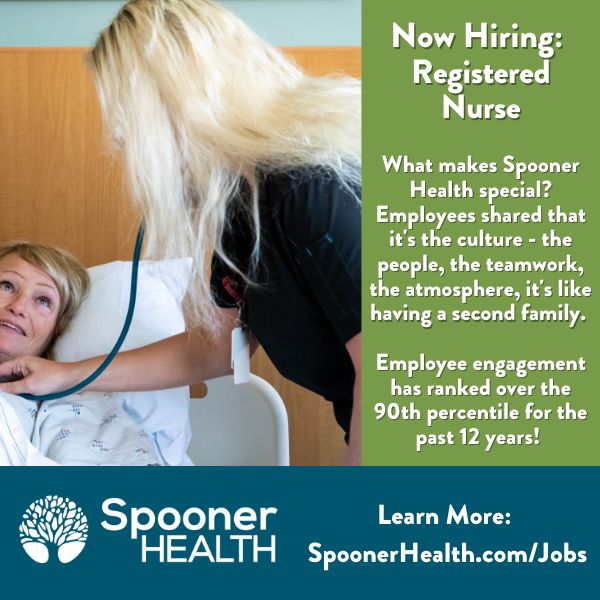 Now Hiring:
Registered
Nurse
What makes Spooner
Health special?
Employees shared that
it's the culture - the
people, the teamwork,
the atmosphere, it's like
having a second family.
Employee engagement
has ranked over the
90th percentile for the
past 12 years!
Spooner
HEALTH
Learn More:
SpoonerHealth.com/Jobs